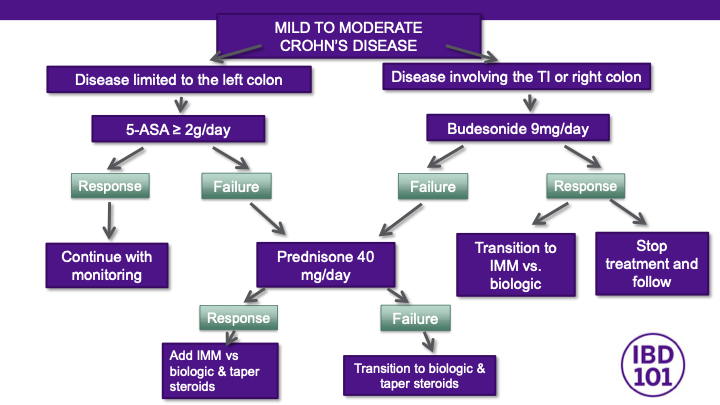 MILD TO MODERATE
CROHN'S DISEASE
Disease limited to the left colon
Disease involving the TI or right colon
5-ASA ≥ 2g/day
Budesonide 9mg/day
Response
Failure
Failure
Response
Continue with
monitoring
Prednisone 40
mg/day
Transition to
IMM vs.
biologic
Stop
treatment and
follow
Response
Failure
Add IMM vs
biologic & taper
steroids
Transition to biologic &
taper steroids
IBD
101